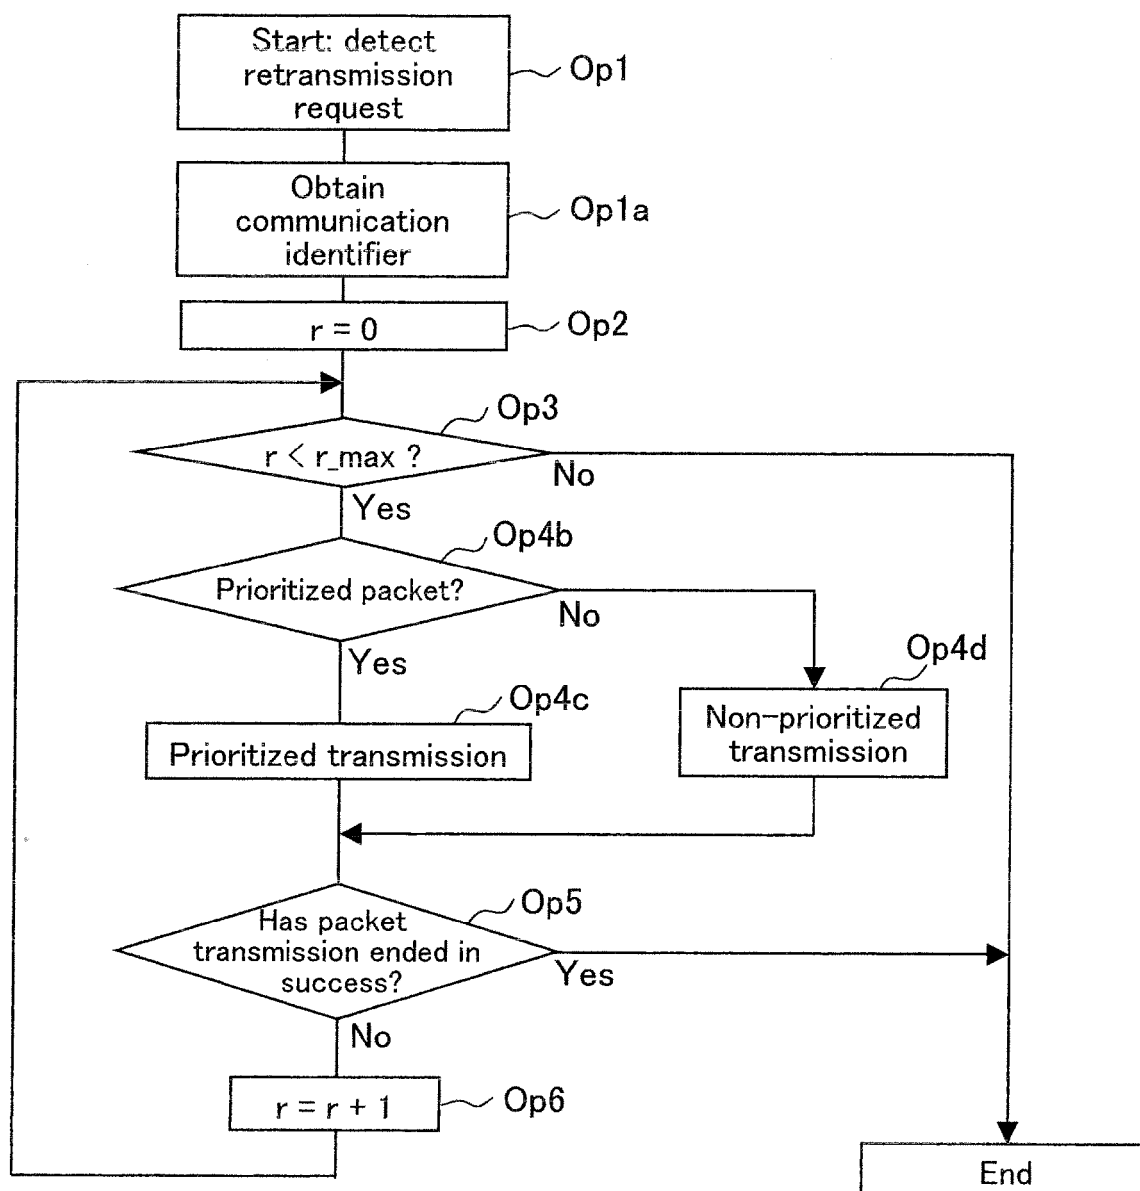 Start: detect
retransmission
request
Op1
Obtain
communication
identifier
Op1a
r = 0
Op2
Op3
r < r_max ?
No
Yes
Op4b
Prioritized packet?
No
Yes
Op4d
Op4c
Non-prioritized
transmission
Prioritized transmission
Op5
Has packet
transmission ended in
success?
Yes
No
r = r + 1
Op6
End